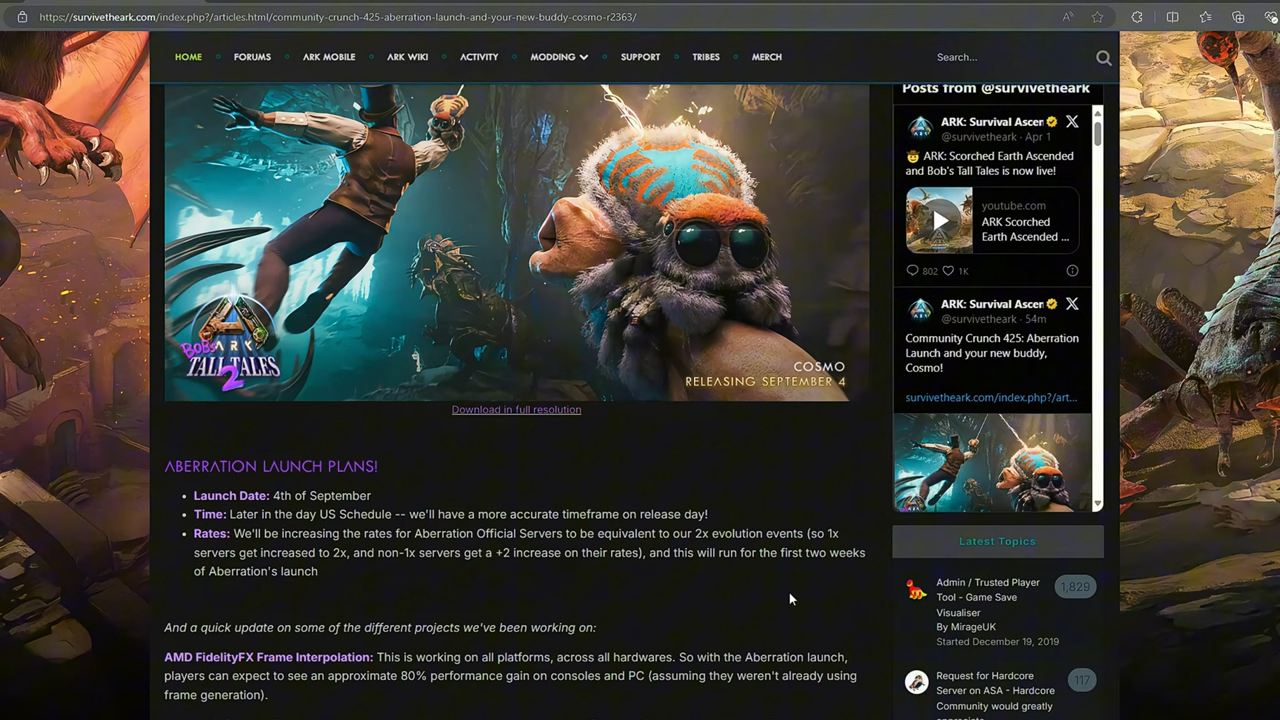 https://survivetheark.com/index.php?/articles.html/community-crunch-425-aberration-launch-and-your-new-buddy-cosmo-r2363/
HOME
FORUMS
ARK MOBILE
ARK WIKI
ACTIVITY
MODDING
SUPPORT
TRIBES
MERCH
Search...
BOB'S
ARK
TALL TALES
2
COSMO
RELEASING SEPTEMBER 4
Download in full resolution
ABERRATION LAUNCH PLANS!
• Launch Date: 4th of September
• Time: Later in the day US Schedule -- we'll have a more accurate timeframe on release day!
• Rates: We'll be increasing the rates for Aberration Official Servers to be equivalent to our 2x evolution events (so 1x
servers get increased to 2x, and non-1x servers get a +2 increase on their rates), and this will run for the first two weeks
of Aberration's launch
And a quick update on some of the different projects we've been working on:
AMD FidelityFX Frame Interpolation: This is working on all platforms, across all hardwares. So with the Aberration launch,
players can expect to see an approximate 80% performance gain on consoles and PC (assuming they weren't already using
frame generation).
Posts from @survivetheark
ARK: Survival Ascer
@survivetheark · Apr 1
ARK: Scorched Earth Ascended
and Bob's Tall Tales is now live!
youtube.com
ARK Scorched
Earth Ascended ...
802 1K
ARK: Survival Ascer
@survivetheark · 54m
Community Crunch 425: Aberration
Launch and your new buddy,
Cosmo!
survivetheark.com/index.php?/art...
Latest Topics
Admin / Trusted Player
Tool - Game Save
Visualiser
By MirageUK
Started December 19, 2019
1,829
Request for Hardcore
Server on ASA - Hardcore
Community would greatly
appreciate
117